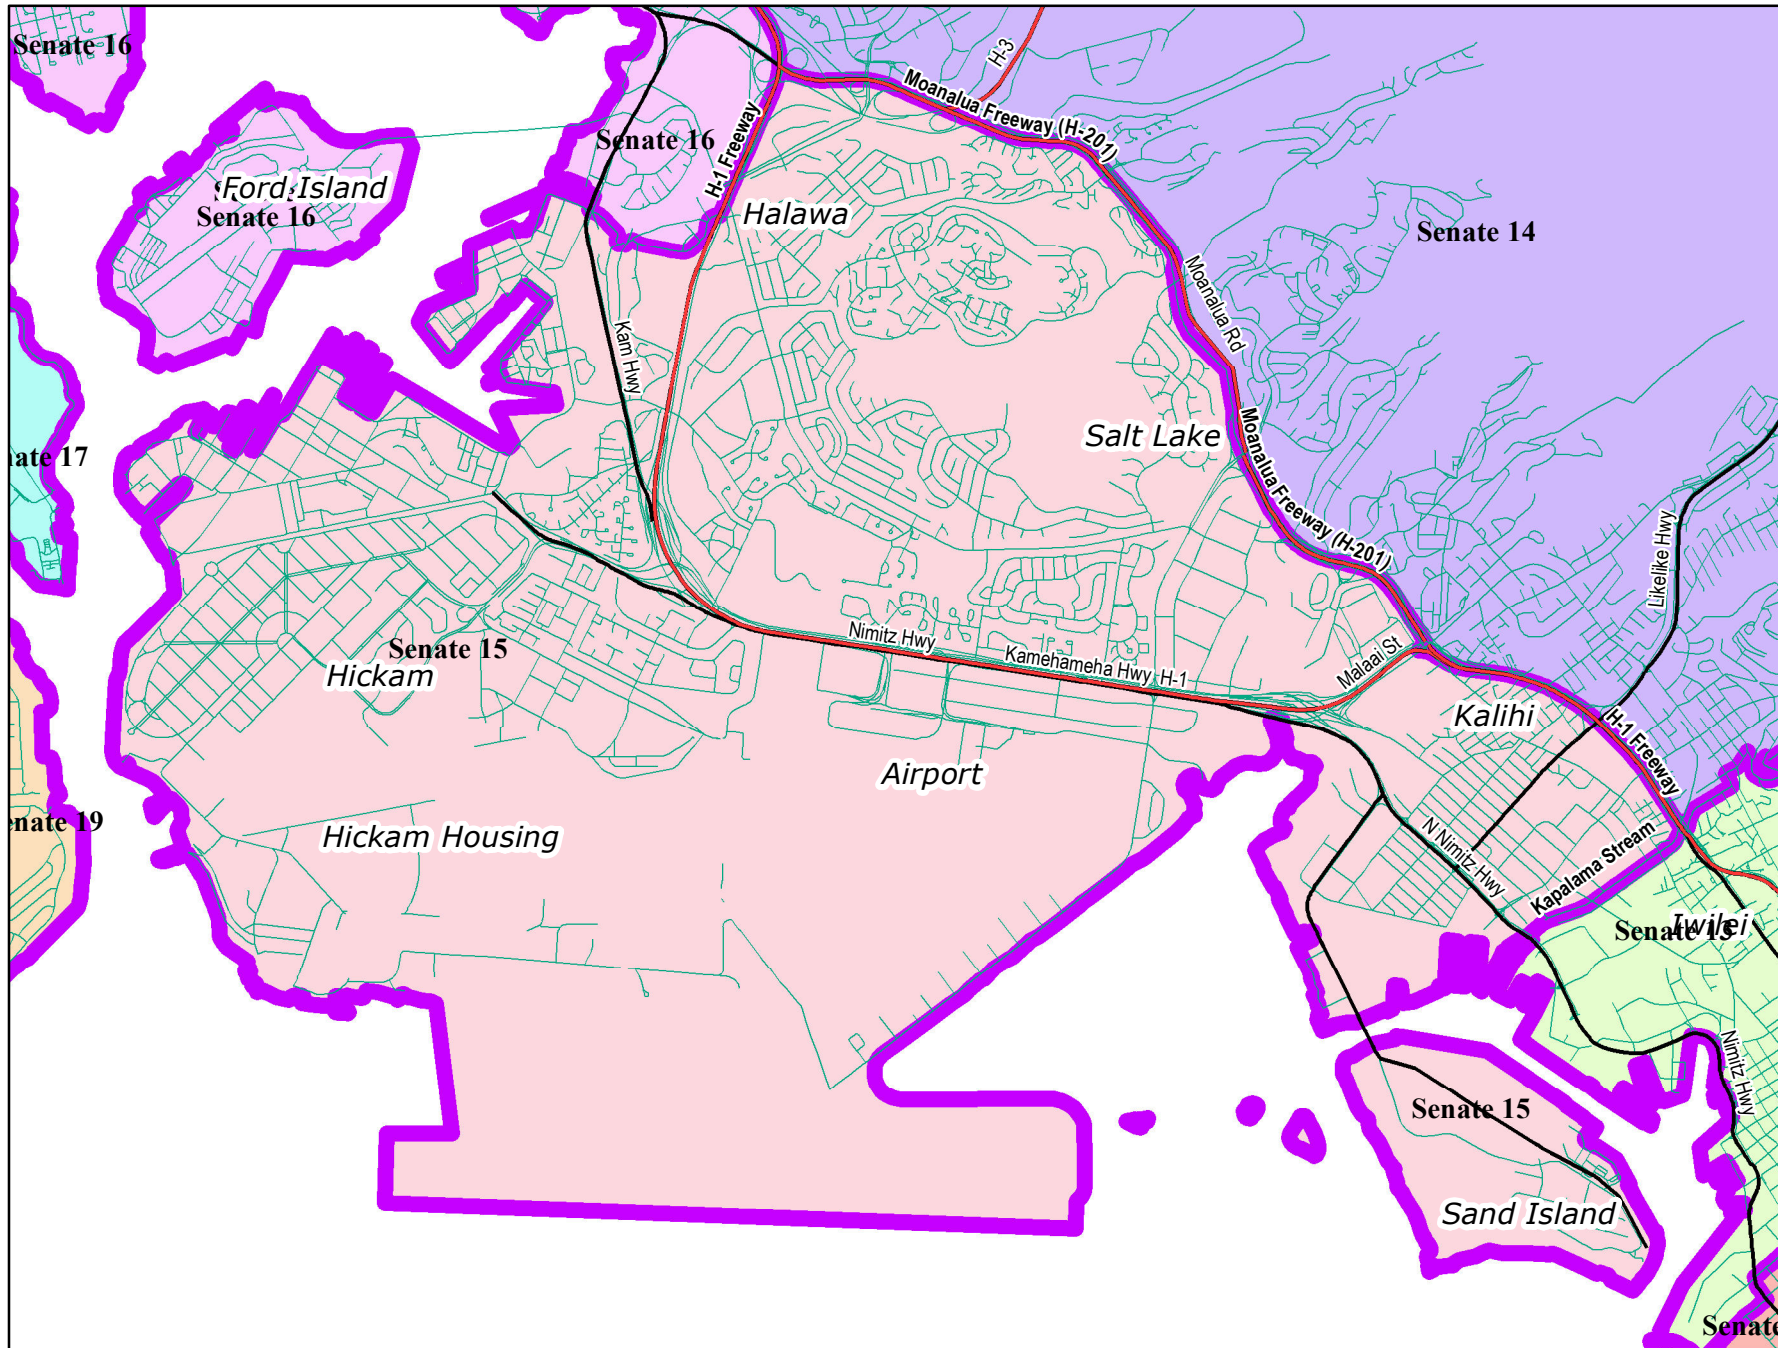 Senate 16
H-3
Moanalua Freeway (H-201)
Senate 16
H-1 Freeway
Ford Island
Senate 16
Halawa
Senate 14
Moanalua Rd
Kam Hwy
Salt Lake
Moanalua Freeway (H-201)
nate 17
Likelike Hwy
Nimitz Hwy
Senate 15
Hickam
Kamehameha Hwy H-1
Malaai St
Kalihi
H-1 Freeway
Airport
enate 19
Hickam Housing
N Nimitz Hwy
Kapalama Stream
Senate 13
Iwilei
Nimitz Hwy
Senate 15
Sand Island
Senate